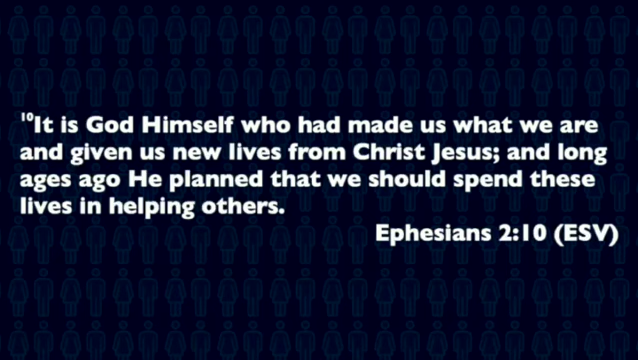 ¹⁰It is God Himself who had made us what we are
and given us new lives from Christ Jesus; and long
ages ago He planned that we should spend these
lives in helping others.
Ephesians 2:10 (ESV)